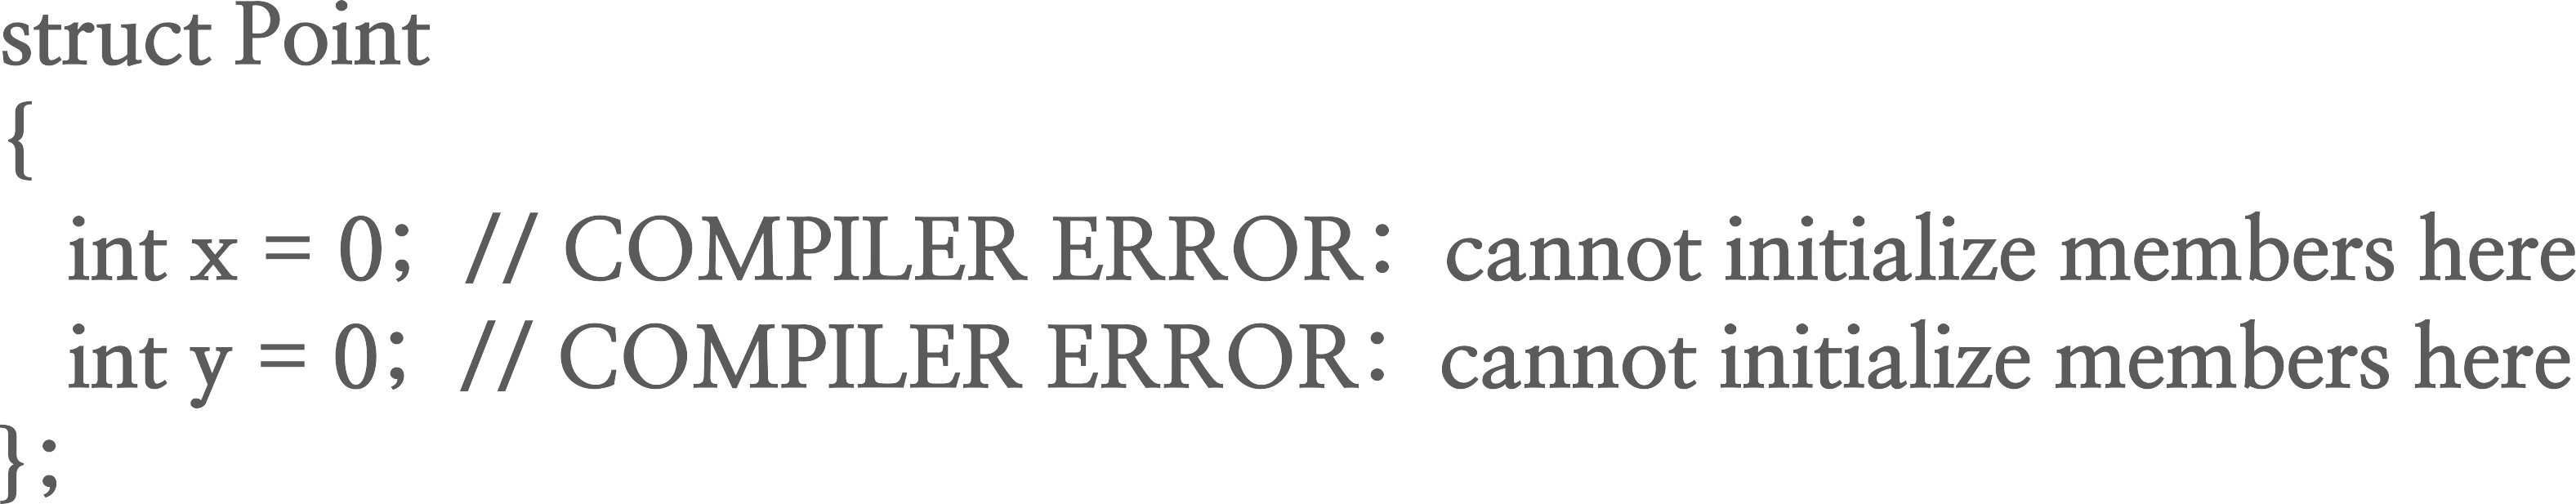 struct Point
{
int x = 0;  // COMPILER ERROR:  cannot initialize members here
int y = 0;  // COMPILER ERROR:  cannot initialize members here
};